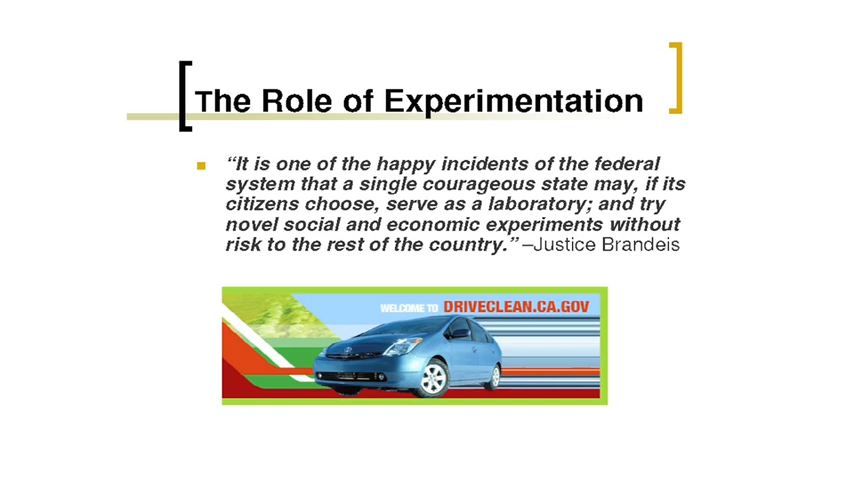 The Role of Experimentation
“It is one of the happy incidents of the federal
system that a single courageous state may, if its
citizens choose, serve as a laboratory; and try
novel social and economic experiments without
risk to the rest of the country.” –Justice Brandeis
WELCOME TO DRIVECLEAN.CA.GOV